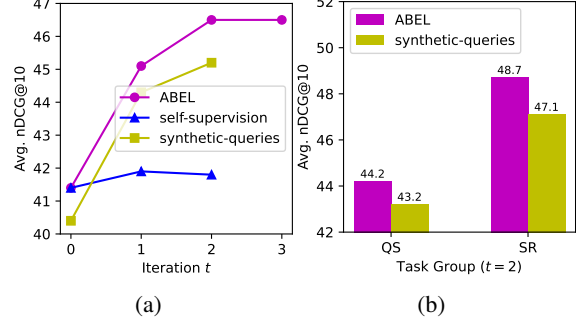 47
46
45
44
43
42
41
40
Avg. nDCG@10
ABEL
self-supervision
synthetic-queries
0
1
2
3
Iteration t
(a)
52
50
48
46
44
42
Avg. nDCG@10
ABEL
synthetic-queries
44.2
43.2
48.7
47.1
QS
SR
Task Group (t = 2)
(b)